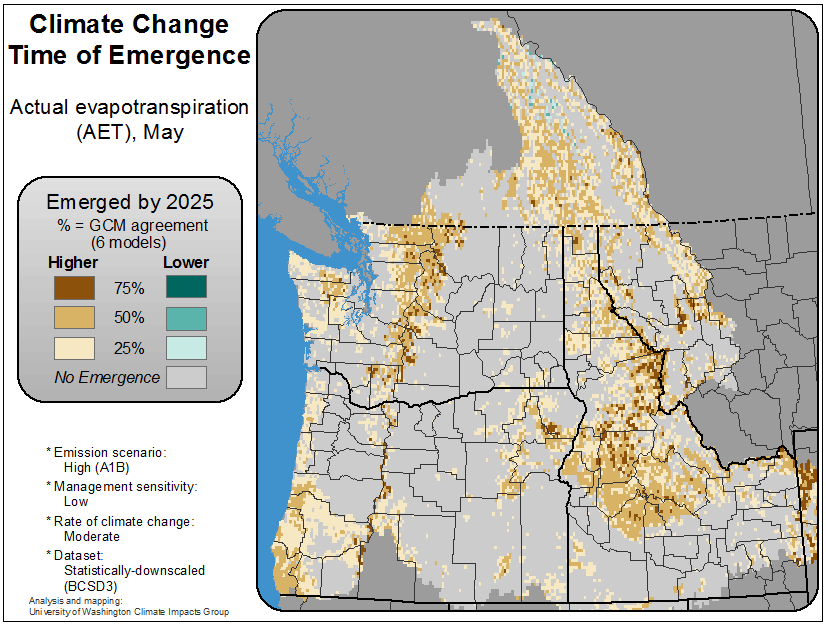 Climate Change
Time of Emergence
Actual evapotranspiration
(AET), May
Emerged by 2025
% = GCM agreement
(6 models)
Higher Lower
75%
50%
25%
No Emergence
* Emission scenario:
High (A1B)
* Management sensitivity:
Low
* Rate of climate change:
Moderate
* Dataset:
Statistically-downscaled
(BCSD3)
Analysis and mapping:
University of Washington Climate Impacts Group